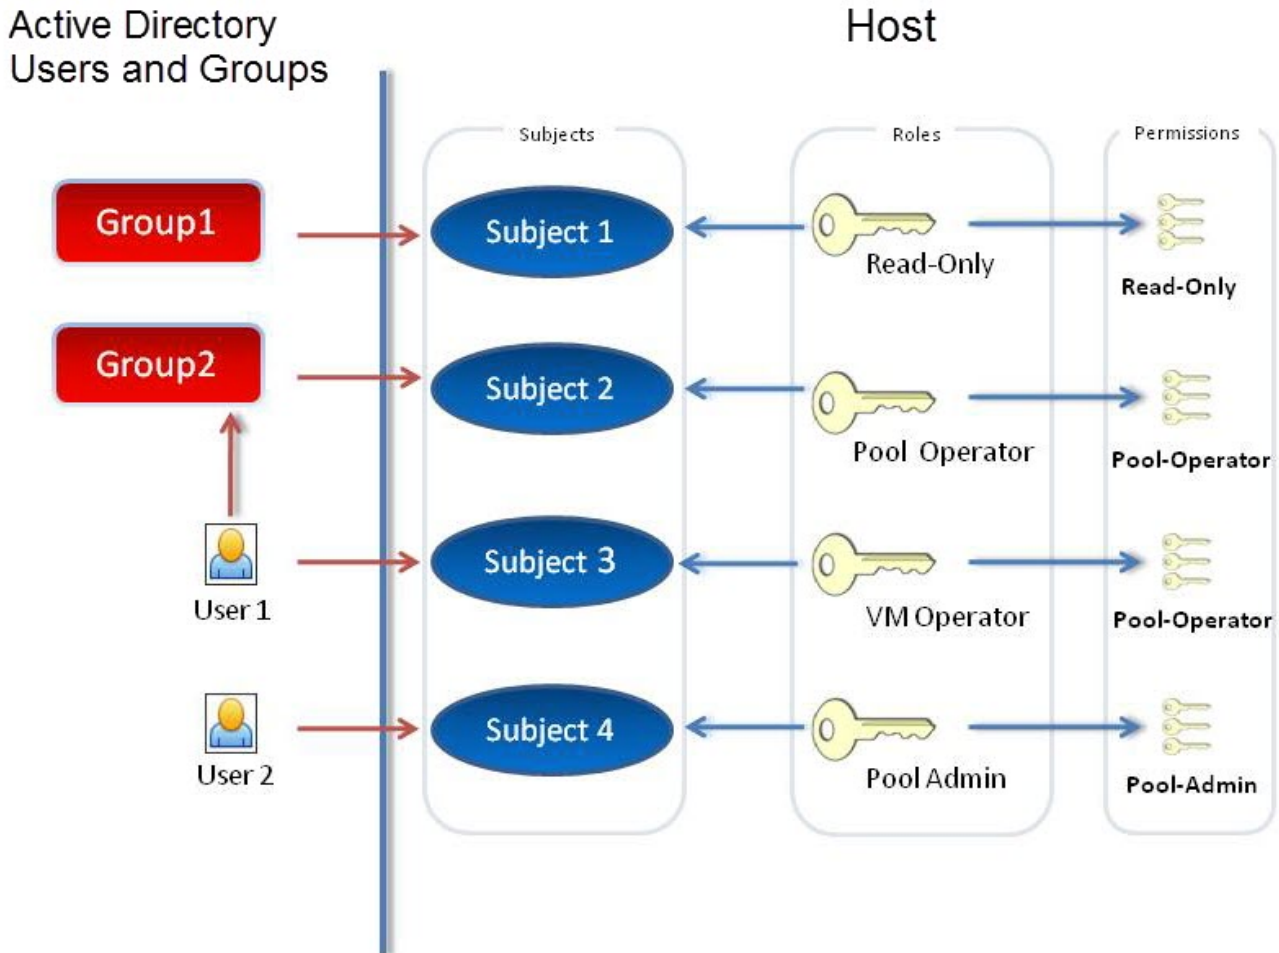 Active Directory
Users and Groups
Host
Subjects
Roles
Permissions
Group1
Subject 1
Read-Only
Read-Only
Group2
Subject 2
Pool Operator
Pool-Operator
User 1
Subject 3
VM Operator
Pool-Operator
User 2
Subject 4
Pool Admin
Pool-Admin